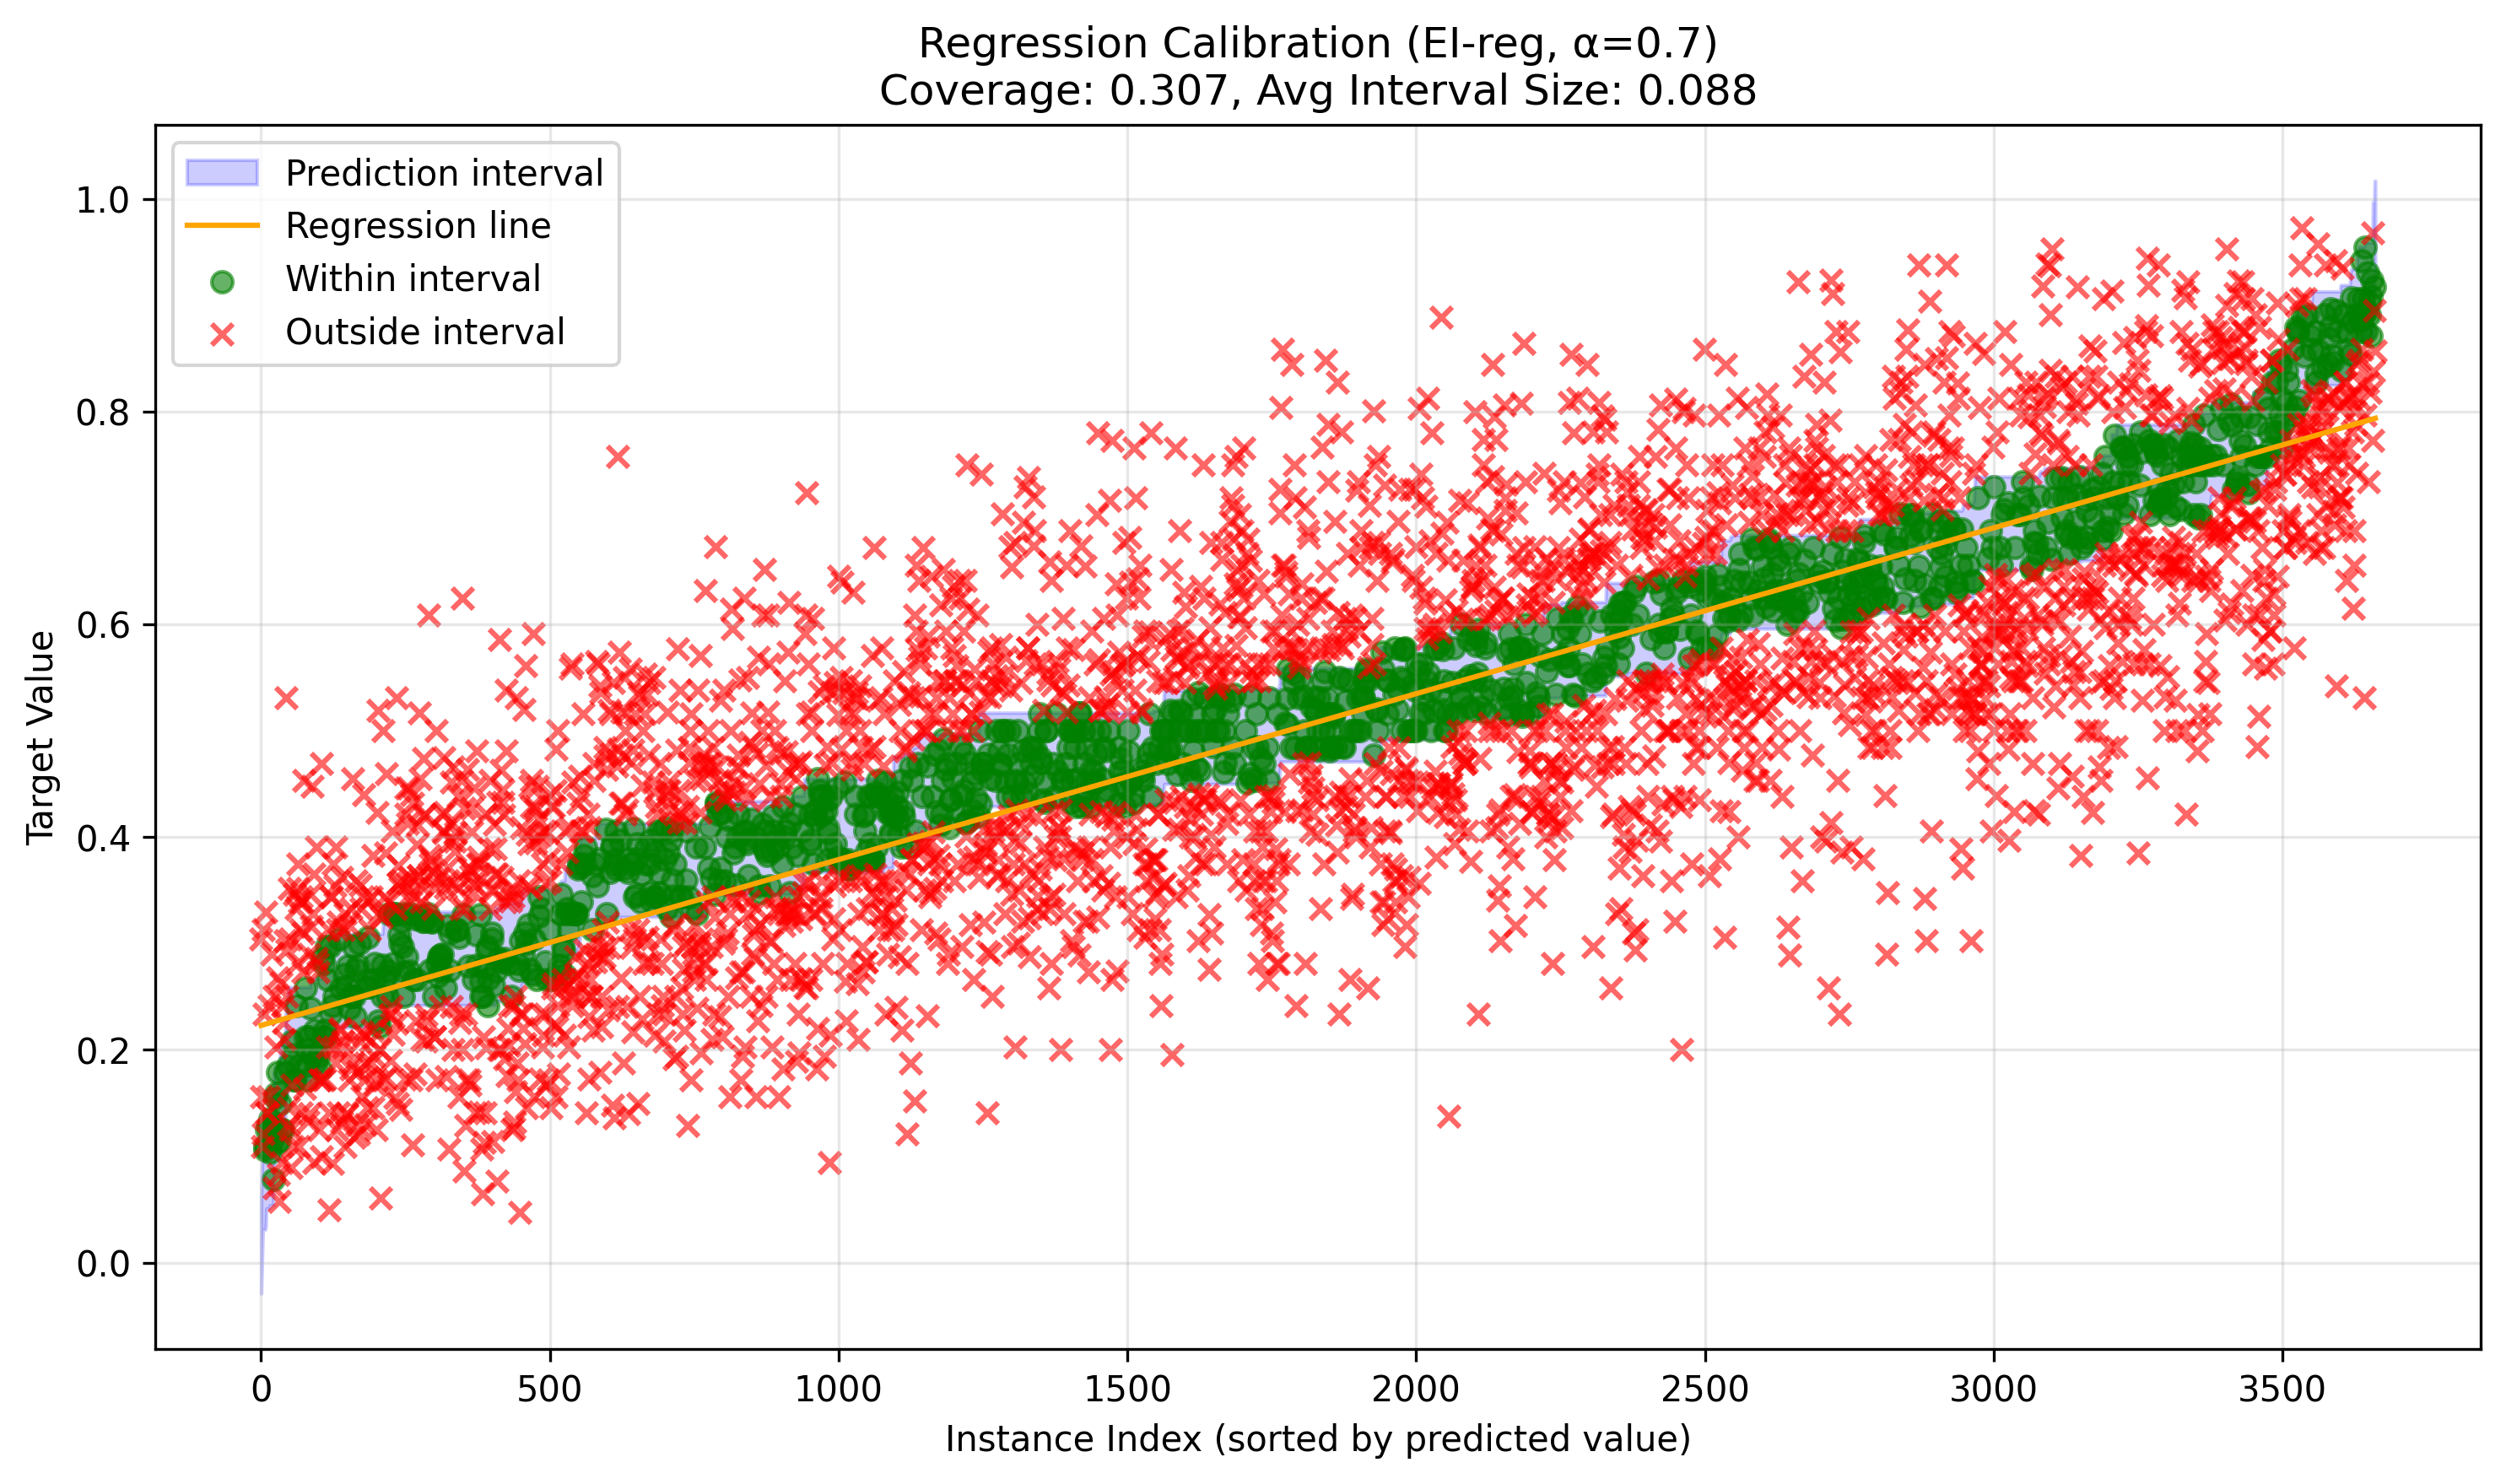 Regression Calibration (EI-reg, α=0.7)
Coverage: 0.307, Avg Interval Size: 0.088
Prediction interval
Regression line
Within interval
Outside interval
Target Value
1.0
0.8
0.6
0.4
0.2
0.0
0 500 1000 1500 2000 2500 3000 3500
Instance Index (sorted by predicted value)